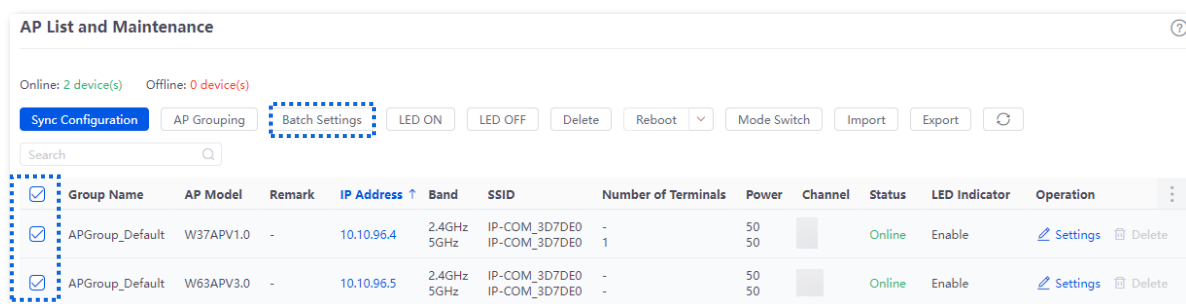 AP List and Maintenance
Online: 2 device(s) Offline: 0 device(s)
Sync Configuration AP Grouping Batch Settings LED ON LED OFF Delete Reboot Mode Switch Import Export
Search
Group Name AP Model Remark IP Address ↑ Band SSID Number of Terminals Power Channel Status LED Indicator Operation
APGroup_Default W37APV1.0 - 10.10.96.4 2.4GHz IP-COM_3D7DE0 - 50 Online Enable Settings Delete
5GHz IP-COM_3D7DE0 1 50
APGroup_Default W63APV3.0 - 10.10.96.5 2.4GHz IP-COM_3D7DE0 - 50 Online Enable Settings Delete
5GHz IP-COM_3D7DE0 - 50